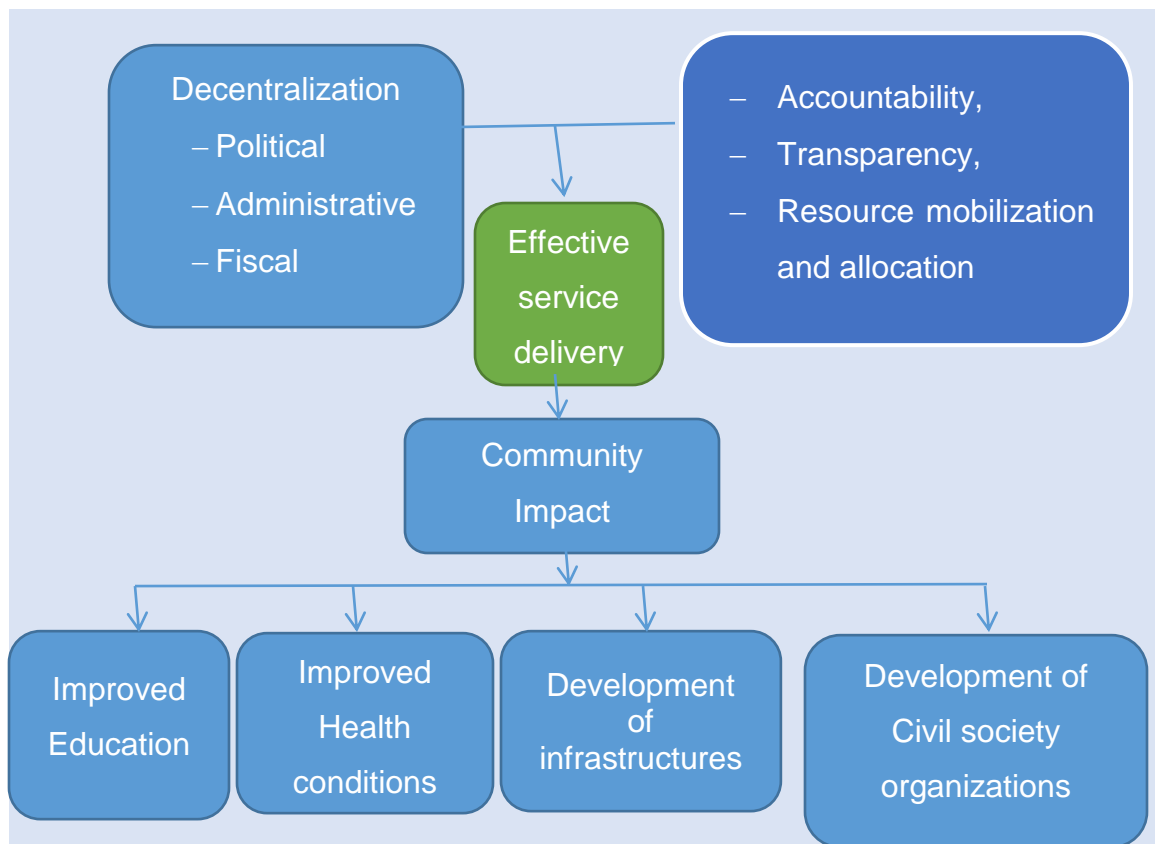 Decentralization
– Political
– Administrative
– Fiscal
– Accountability,
– Transparency,
– Resource mobilization
and allocation
Effective
service
delivery
Community
Impact
Improved
Education
Improved
Health
conditions
Development
of
infrastructures
Development of
Civil society
organizations